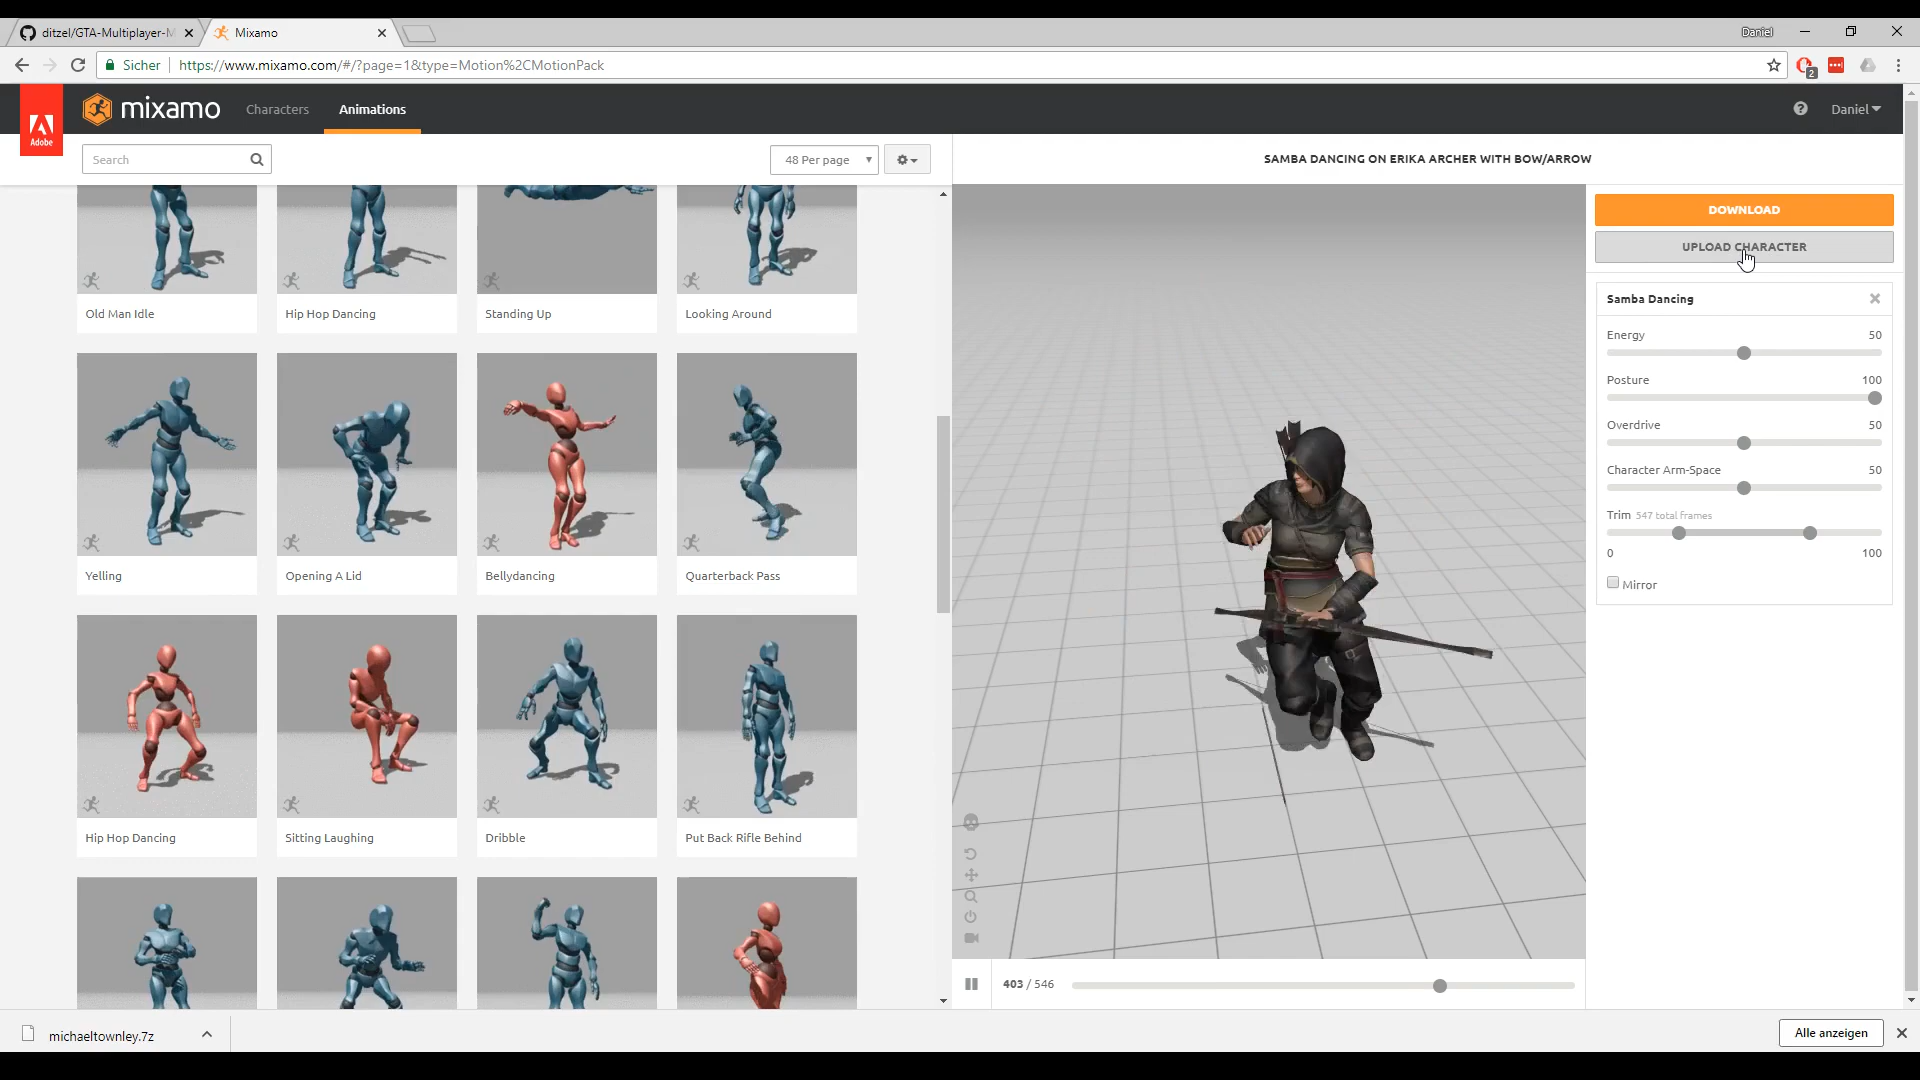 ditzel/GTA-Multiplayer-M
Mixamo
Daniel
Sicher
https://www.mixamo.com/#/?page=1&type=Motion%2CMotionPack
2
Adobe
mixamo
Characters
Animations
Daniel
Search
48 Per page
SAMBA DANCING ON ERIKA ARCHER WITH BOW/ARROW
Old Man Idle
Hip Hop Dancing
Standing Up
Looking Around
Yelling
Opening A Lid
Bellydancing
Quarterback Pass
Hip Hop Dancing
Sitting Laughing
Dribble
Put Back Rifle Behind
DOWNLOAD
UPLOAD CHARACTER
Samba Dancing
Energy 50
Posture 100
Overdrive 50
Character Arm-Space 50
Trim 547 total frames
0 100
Mirror
403 / 546
michaeltownley.7z
Alle anzeigen